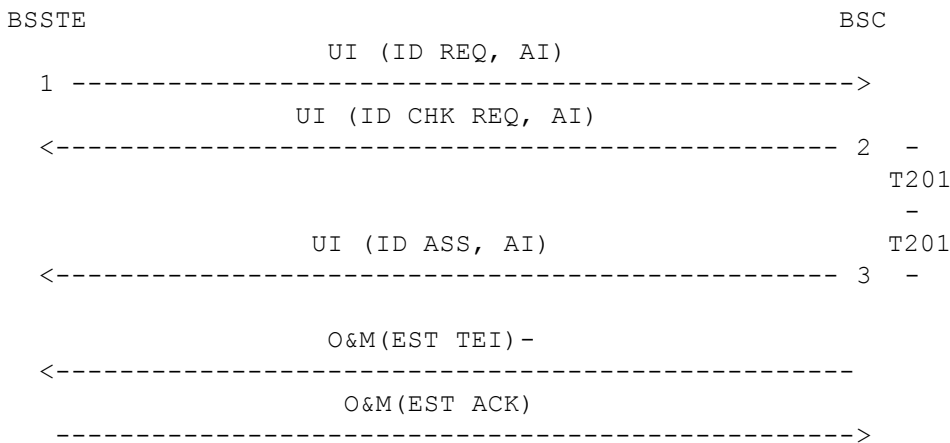 BSSTE BSC
UI (ID REQ, AI)
1 ------------------------------------------------->
UI (ID CHK REQ, AI)
<------------------------------------------------- 2 -
T201
-
UI (ID ASS, AI) T201
<------------------------------------------------- 3 -
O&M(EST TEI)-
<--------------------------------------------------
O&M(EST ACK)
-------------------------------------------------->